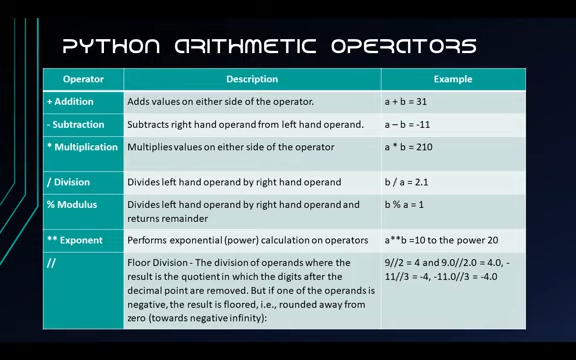 PYTHON ARITHMETIC OPERATORS
Operator Description Example
+ Addition Adds values on either side of the operator. a + b = 31
- Subtraction Subtracts right hand operand from left hand operand. a – b = -11
* Multiplication Multiplies values on either side of the operator a * b = 210
/ Division Divides left hand operand by right hand operand b / a = 2.1
% Modulus Divides left hand operand by right hand operand and b % a = 1
returns remainder
** Exponent Performs exponential (power) calculation on operators a**b =10 to the power 20
// Floor Division - The division of operands where the 9//2 = 4 and 9.0//2.0 = 4.0, -
result is the quotient in which the digits after the 11//3 = -4, -11.0//3 = -4.0
decimal point are removed. But if one of the operands is
negative, the result is floored, i.e., rounded away from
zero (towards negative infinity):